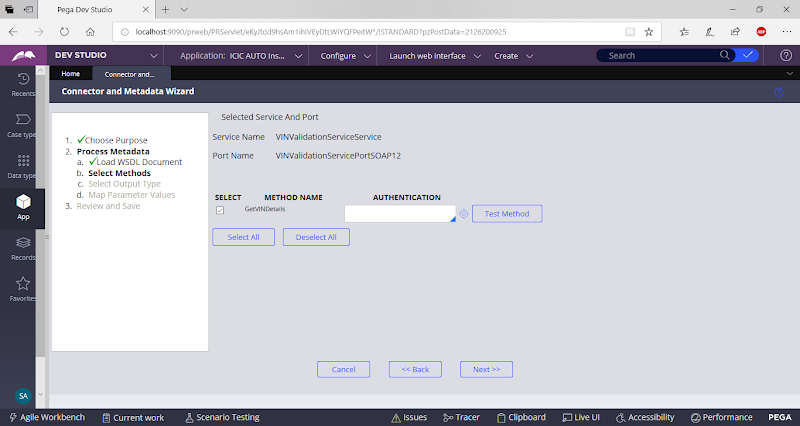 Pega Dev Studio
localhost:9090/prweb/PRServlet/eKyJtdd9hsAm1ihIVEyDtLWiYQFPeitW*/!STANDARD?pzPostData=2126200925
DEV STUDIO
Application: ICIC AUTO Ins...
Configure
Launch web interface
Create
Search
Home
Connector and...
Connector and Metadata Wizard
Recents
Case type
Data type
App
Records
Favorites
SA
1. Choose Purpose
2. Process Metadata
a. Load WSDL Document
b. Select Methods
c. Select Output Type
d. Map Parameter Values
3. Review and Save
Selected Service And Port
Service Name VINValidationServiceService
Port Name VINValidationServicePortSOAP12
SELECT METHOD NAME AUTHENTICATION
GetVINDetails
Test Method
Select All Deselect All
Cancel << Back Next >>
Agile Workbench Current work Scenario Testing Issues Tracer Clipboard Live UI Accessibility Performance PEGA